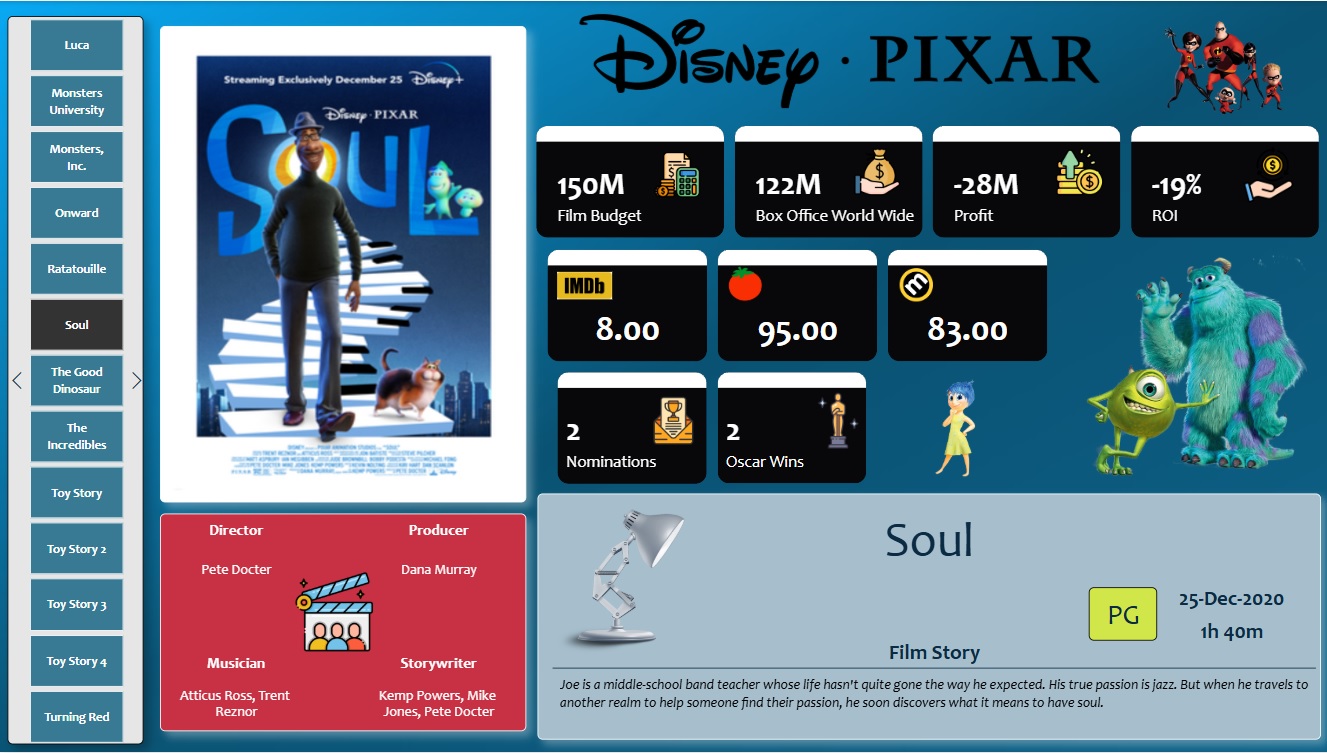 Luca
Monsters
University
Monsters,
Inc.
Onward
Ratatouille
Soul
The Good
Dinosaur
The
Incredibles
Toy Story
Toy Story 2
Toy Story 3
Toy Story 4
Turning Red
Streaming Exclusively December 25 Disney+
Disney · PIXAR
SOUL
Disney · PIXAR
150M
Film Budget
122M
Box Office World Wide
-28M
Profit
-19%
ROI
IMDb
8.00
95.00
m
83.00
2
Nominations
2
Oscar Wins
Director
Producer
Pete Docter
Dana Murray
Musician
Storywriter
Atticus Ross, Trent
Reznor
Kemp Powers, Mike
Jones, Pete Docter
Soul
PG
25-Dec-2020
1h 40m
Film Story
Joe is a middle-school band teacher whose life hasn't quite gone the way he expected. His true passion is jazz. But when he travels to
another realm to help someone find their passion, he soon discovers what it means to have soul.